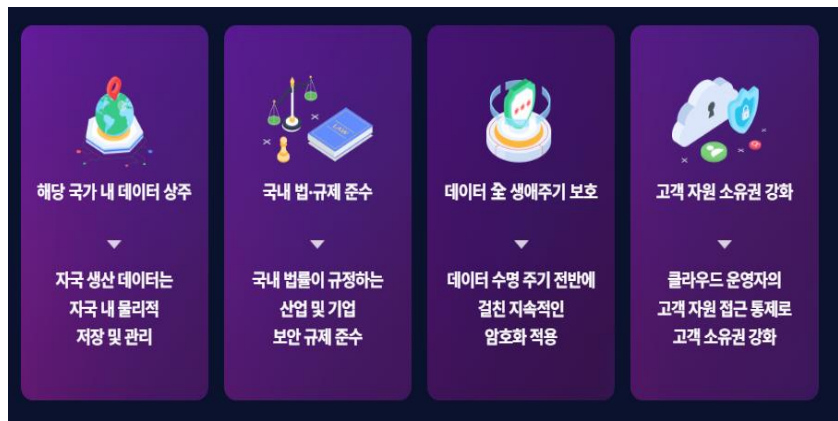 해당 국가 내 데이터 상주
자국 생산 데이터는
자국 내 물리적
저장 및 관리
LAW
국내 법·규제 준수
국내 법률이 규정하는
산업 및 기업
보안 규제 준수
데이터 全 생애주기 보호
데이터 수명 주기 전반에
걸친 지속적인
암호화 적용
고객 자원 소유권 강화
클라우드 운영자의
고객 자원 접근 통제로
고객 소유권 강화